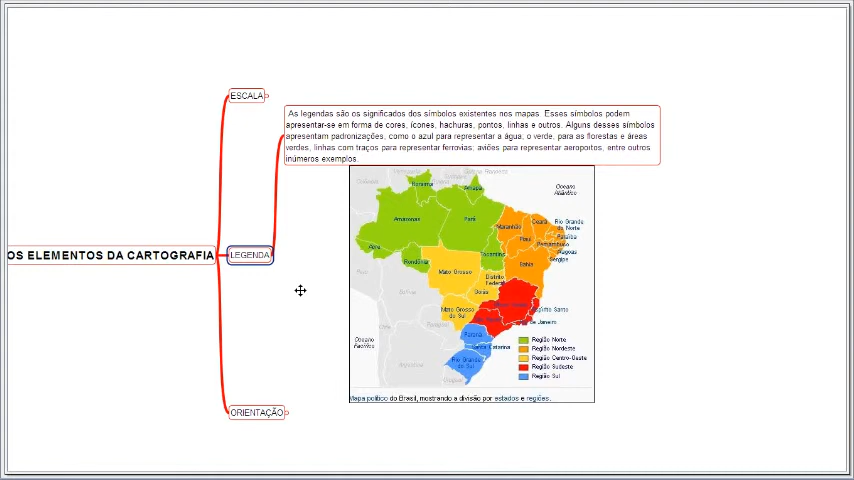 ESCALA
As legendas são os significados dos símbolos existentes nos mapas. Esses símbolos podem
apresentar-se em forma de cores, ícones, hachuras, pontos, linhas e outros. Alguns desses símbolos
apresentam padronizações, como o azul para representar a água, o verde, para as florestas e áreas
verdes, linhas com traços para representar ferrovias; aviões para representar aeroportos, entre outros
inúmeros exemplos.
OS ELEMENTOS DA CARTOGRAFIA
LEGENDA
Roraima
Amapá
Oceano
Atlântico
Amazonas
Pará
Maranhão
Ceará
Rio Grande
do Norte
Paraíba
Piauí
Pernambuco
Acre
Alagoas
Sergipe
Tocantins
Rondônia
Bahia
Mato Grosso
Distrito
Federal
Bolívia
Goiás
Mato Grosso
do Sul
Espírito Santo
de Janeiro
Paraguai
Chile
Paraná
Oceano
Pacífico
Santa Catarina
Argentina
Rio Grande
do Sul
Uruguai
Região Norte
Região Nordeste
Região Centro-Oeste
Região Sudeste
Região Sul
Mapa político do Brasil, mostrando a divisão por estados e regiões.
ORIENTAÇÃO